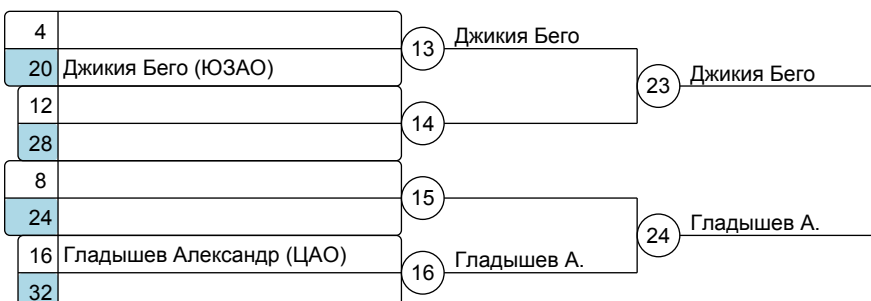 4
13 Джикия Бего
20 Джикия Бего (ЮЗАО)
23 Джикия Бего
12
14
28
8
15
24
24 Гладышев А.
16 Гладышев Александр (ЦАО)
16 Гладышев А.
32